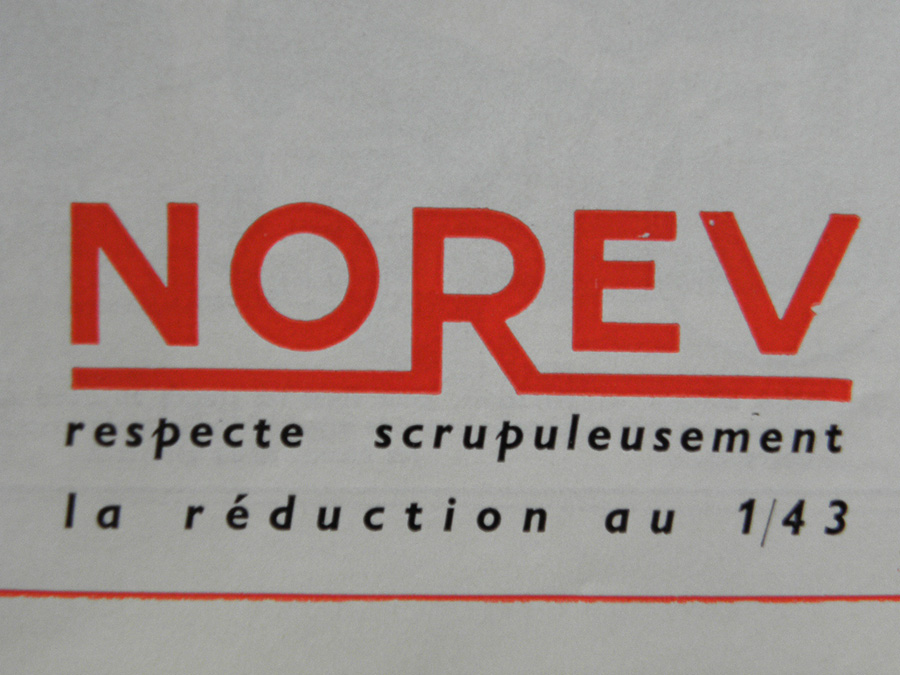 NOREV
respecte scrupuleusement
la réduction au 1/43